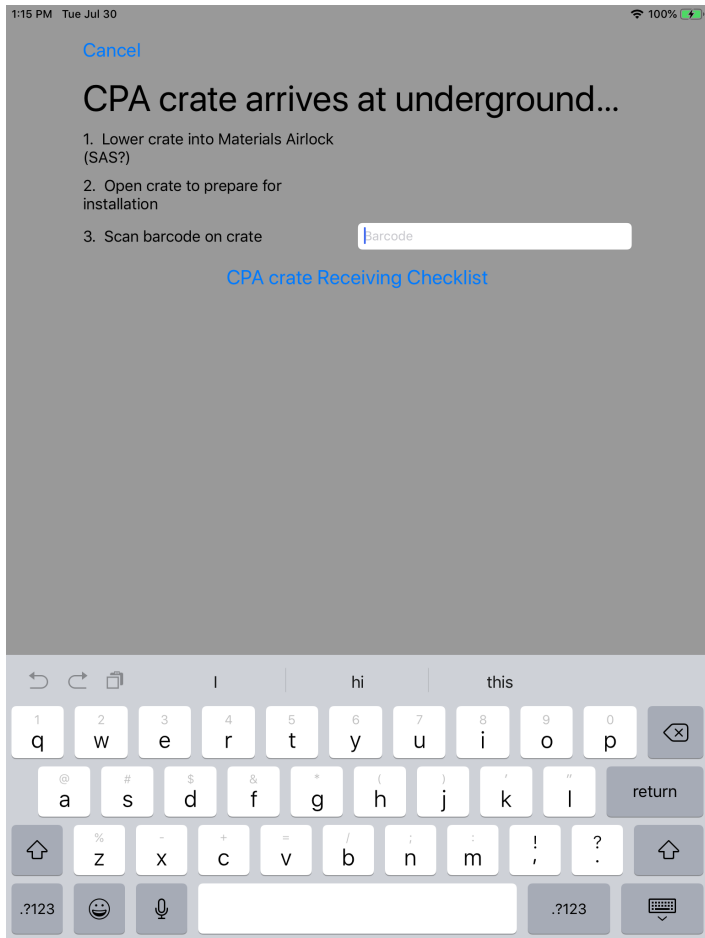 1:15 PM Tue Jul 30
100%
Cancel
CPA crate arrives at underground...
1. Lower crate into Materials Airlock
(SAS?)
2. Open crate to prepare for
installation
3. Scan barcode on crate
Barcode
CPA crate Receiving Checklist
I hi this
1 2 3 4 5 6 7 8 9 0
q w e r t y u i o p
@ # $ & * ( ) ' "
a s d f g h j k l return
% - + = / ; : ! ?
z x c v b n m , .
.?123 .?123